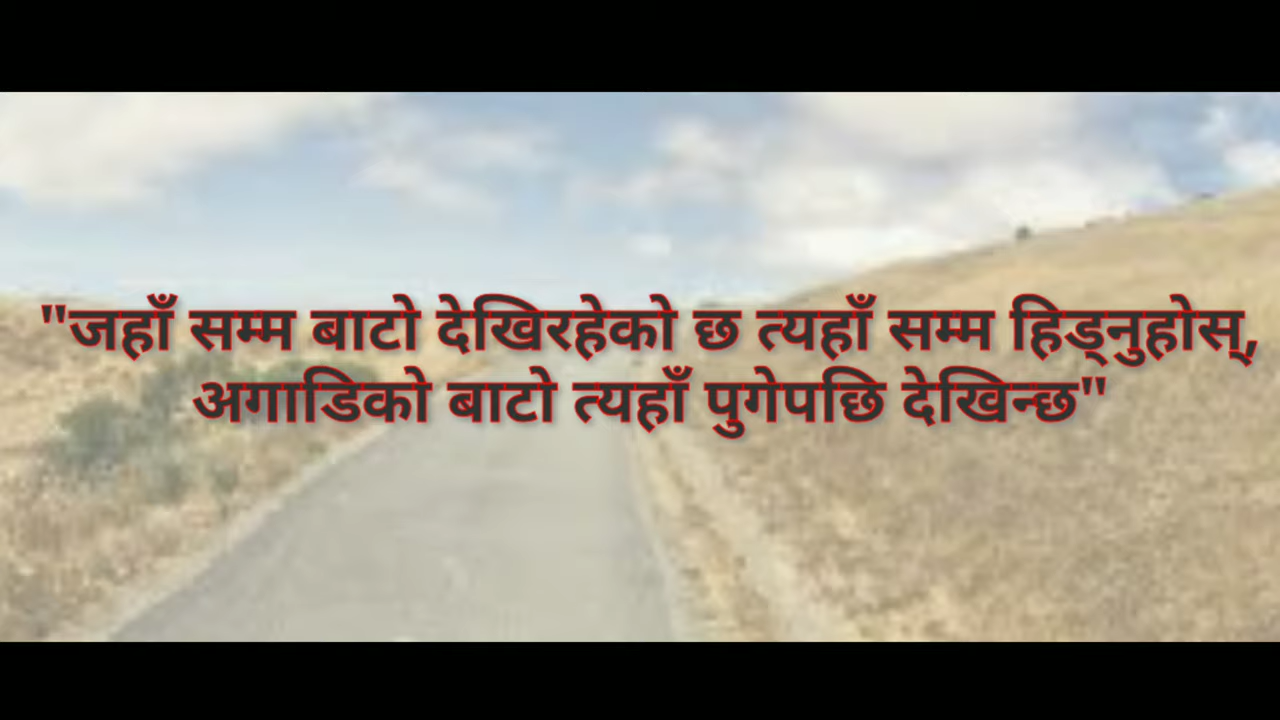 "जहाँ सम्म बाटो देखिरहेको छ त्यहाँ सम्म हिड्नुहोस्,
अगाडिको बाटो त्यहाँ पुगेपछि देखिन्छ"